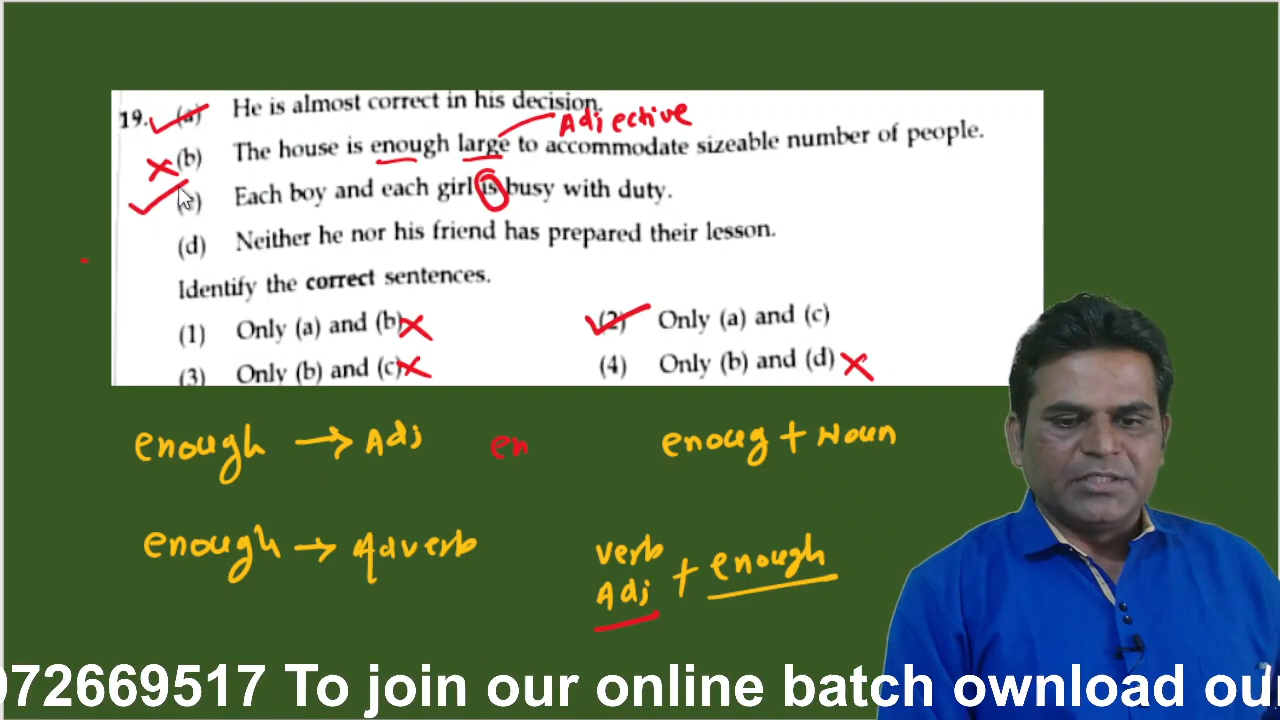 19. (a) He is almost correct in his decision.
Adjective
(b) The house is enough large to accommodate sizeable number of people.
(c) Each boy and each girl is busy with duty.
(d) Neither he nor his friend has prepared their lesson.
Identify the correct sentences.
(1) Only (a) and (b) (2) Only (a) and (c)
(3) Only (b) and (c) (4) Only (b) and (d)
enough → Adj en enoug + Noun
enough → Adverb verb
Adj + enough
972669517 To join our online batch ownload ou